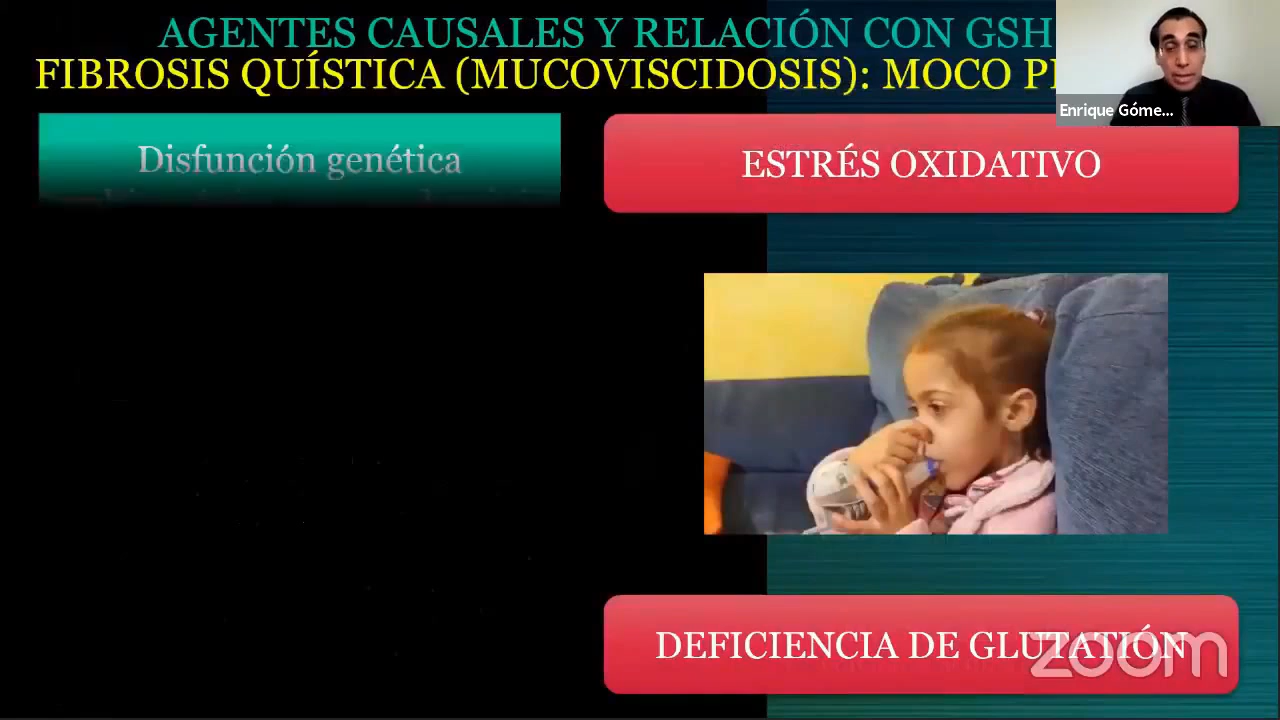 AGENTES CAUSALES Y RELACIÓN CON GSH
FIBROSIS QUÍSTICA (MUCOVISCIDOSIS): MOCO
Enrique Góme...
Disfunción genética
ESTRÉS OXIDATIVO
DEFICIENCIA DE GLUTATIÓN
zoom